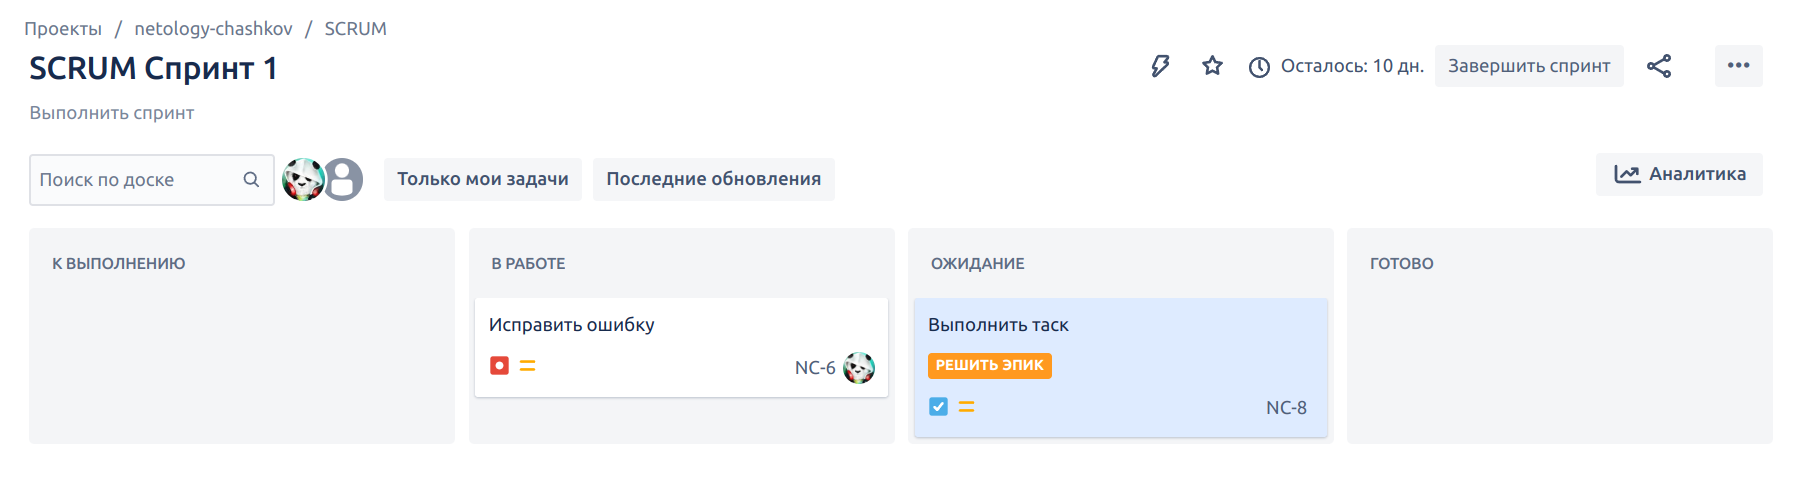 Проекты / netology-chashkov / SCRUM
SCRUM Спринт 1
Осталось: 10 дн.
Завершить спринт
Выполнить спринт
Поиск по доске
Только мои задачи
Последние обновления
Аналитика
К ВЫПОЛНЕНИЮ
В РАБОТЕ
Исправить ошибку
NC-6
ОЖИДАНИЕ
Выполнить таск
РЕШИТЬ ЭПИК
NC-8
ГОТОВО